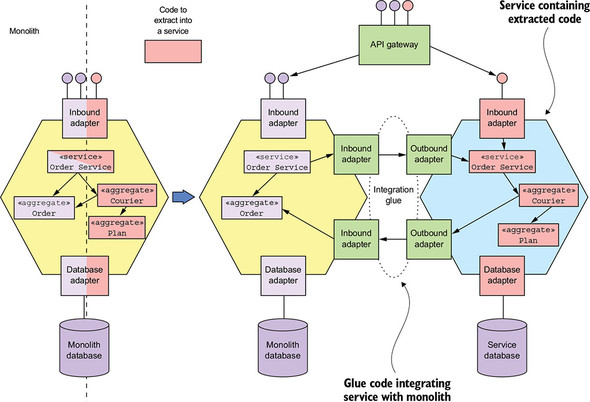 Monolith
Code to
extract into
a service
Service containing
extracted code
API gateway
Inbound
adapter
«service»
Order Service
«aggregate»
Courier
«aggregate»
Order
«aggregate»
Plan
Database
adapter
Monolith
database
Inbound
adapter
«service»
Order Service
«aggregate»
Order
Database
adapter
Monolith
database
Inbound
adapter
Outbound
adapter
Integration
glue
Inbound
adapter
Outbound
adapter
Inbound
adapter
«service»
Order Service
«aggregate»
Courier
«aggregate»
Plan
Database
adapter
Service
database
Glue code integrating
service with monolith